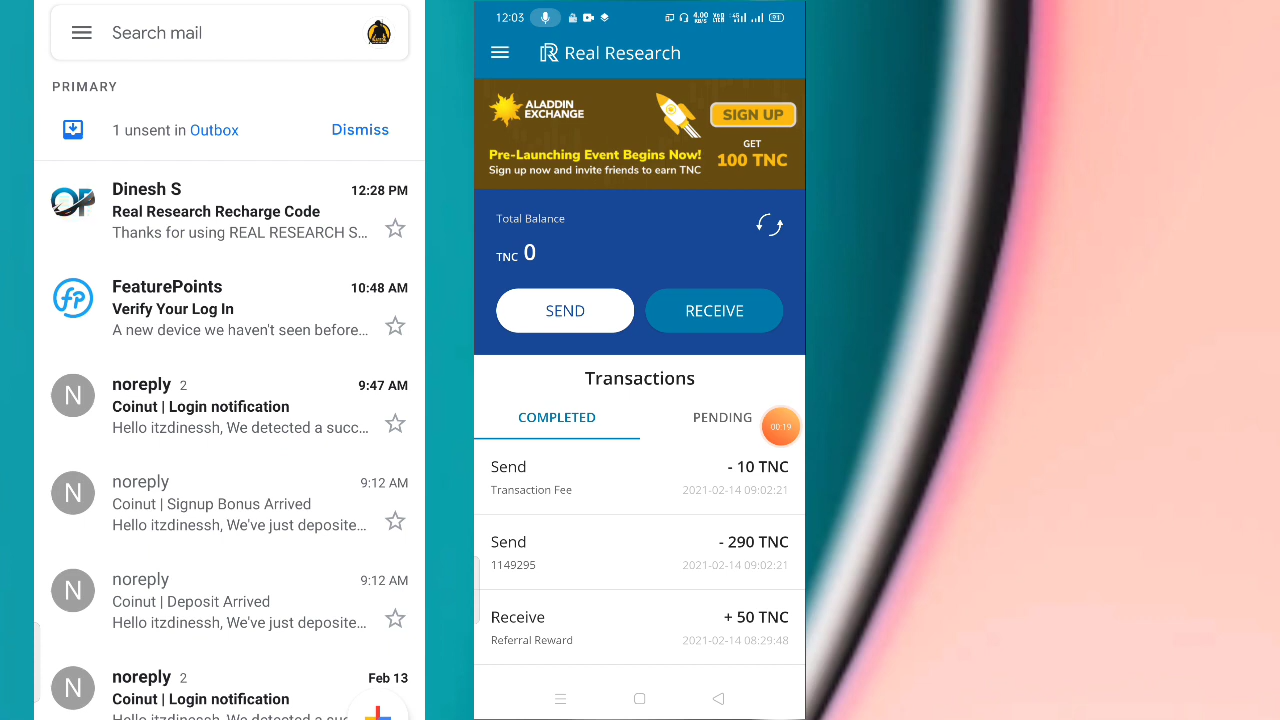 Search mail
PRIMARY
1 unsent in Outbox
Dismiss
Dinesh S
12:28 PM
Real Research Recharge Code
Thanks for using REAL RESEARCH S...
FeaturePoints
10:48 AM
Verify Your Log In
A new device we haven't seen before...
N
noreply 2
9:47 AM
Coinut | Login notification
Hello itzdinessh, We detected a succ...
N
noreply
9:12 AM
Coinut | Signup Bonus Arrived
Hello itzdinessh, We've just deposite...
N
noreply
9:12 AM
Coinut | Deposit Arrived
Hello itzdinessh, We've just deposite...
N
noreply 2
Feb 13
Coinut | Login notification
12:03
4.00
KB/S
91
Real Research
ALADDIN
EXCHANGE
SIGN UP
Pre-Launching Event Begins Now!
Sign up now and invite friends to earn TNC
GET
100 TNC
Total Balance
TNC 0
SEND
RECEIVE
Transactions
COMPLETED
PENDING
00:19
Send
- 10 TNC
Transaction Fee
2021-02-14 09:02:21
Send
- 290 TNC
1149295
2021-02-14 09:02:21
Receive
+ 50 TNC
Referral Reward
2021-02-14 08:29:48